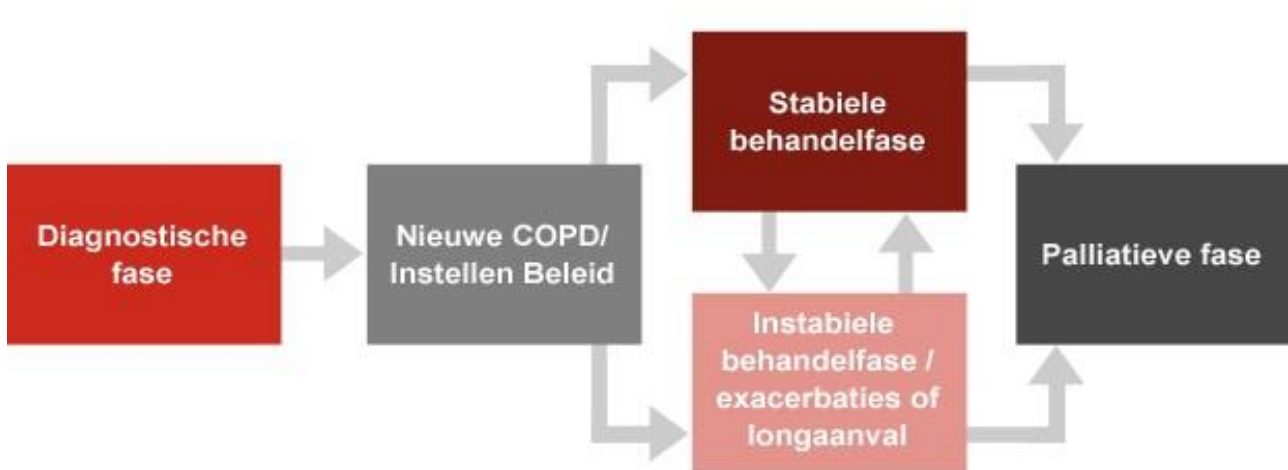 Diagnostische
fase
Nieuwe COPD/
Instellen Beleid
Stabiele
behandelfase
Instabiele
behandelfase /
exacerbaties of
longaanval
Palliatieve fase